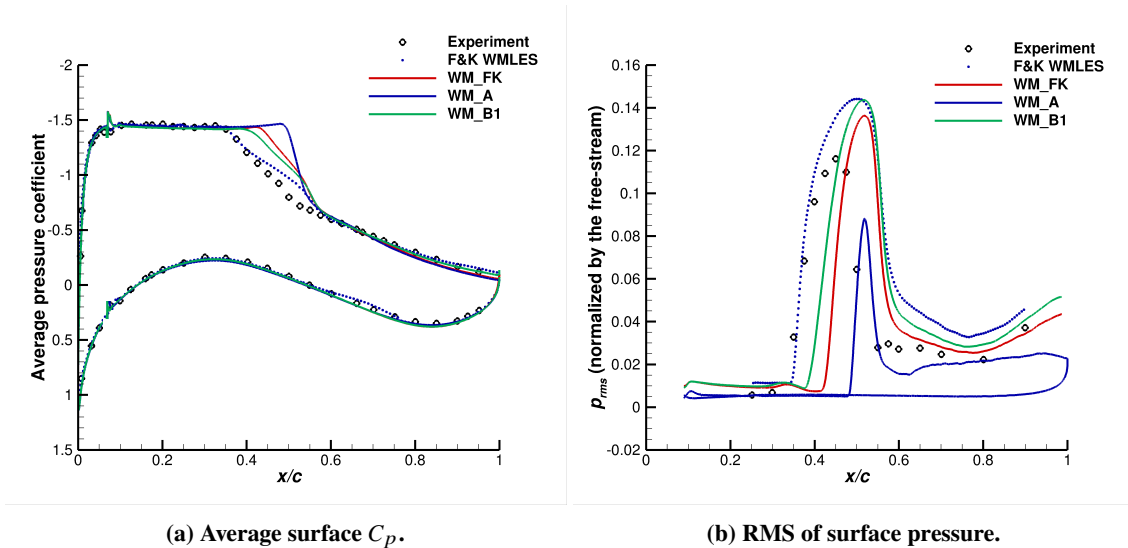 Experiment
F&K WMLES
WM_FK
WM_A
WM_B1
Average pressure coefficient
-2
-1.5
-1
-0.5
0
0.5
1
1.5
0 0.2 0.4 0.6 0.8 1
x/c
(a) Average surface Cp.
Experiment
F&K WMLES
WM_FK
WM_A
WM_B1
prms (normalized by the free-stream)
0.16
0.14
0.12
0.1
0.08
0.06
0.04
0.02
0
-0.02
0 0.2 0.4 0.6 0.8 1
x/c
(b) RMS of surface pressure.